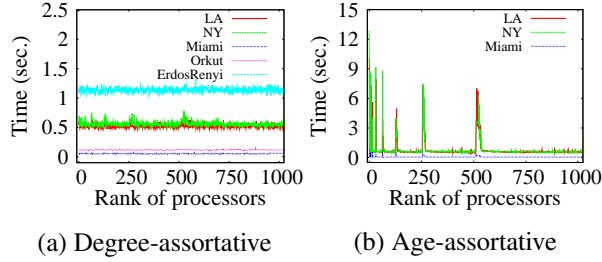 2.5
2
1.5
1
0.5
0
Time (sec.)
LA
NY
Miami
Orkut
ErdosRenyi
0 250 500 750 1000
Rank of processors
(a) Degree-assortative
15
12
9
6
3
0
Time (sec.)
LA
NY
Miami
0 250 500 750 1000
Rank of processors
(b) Age-assortative